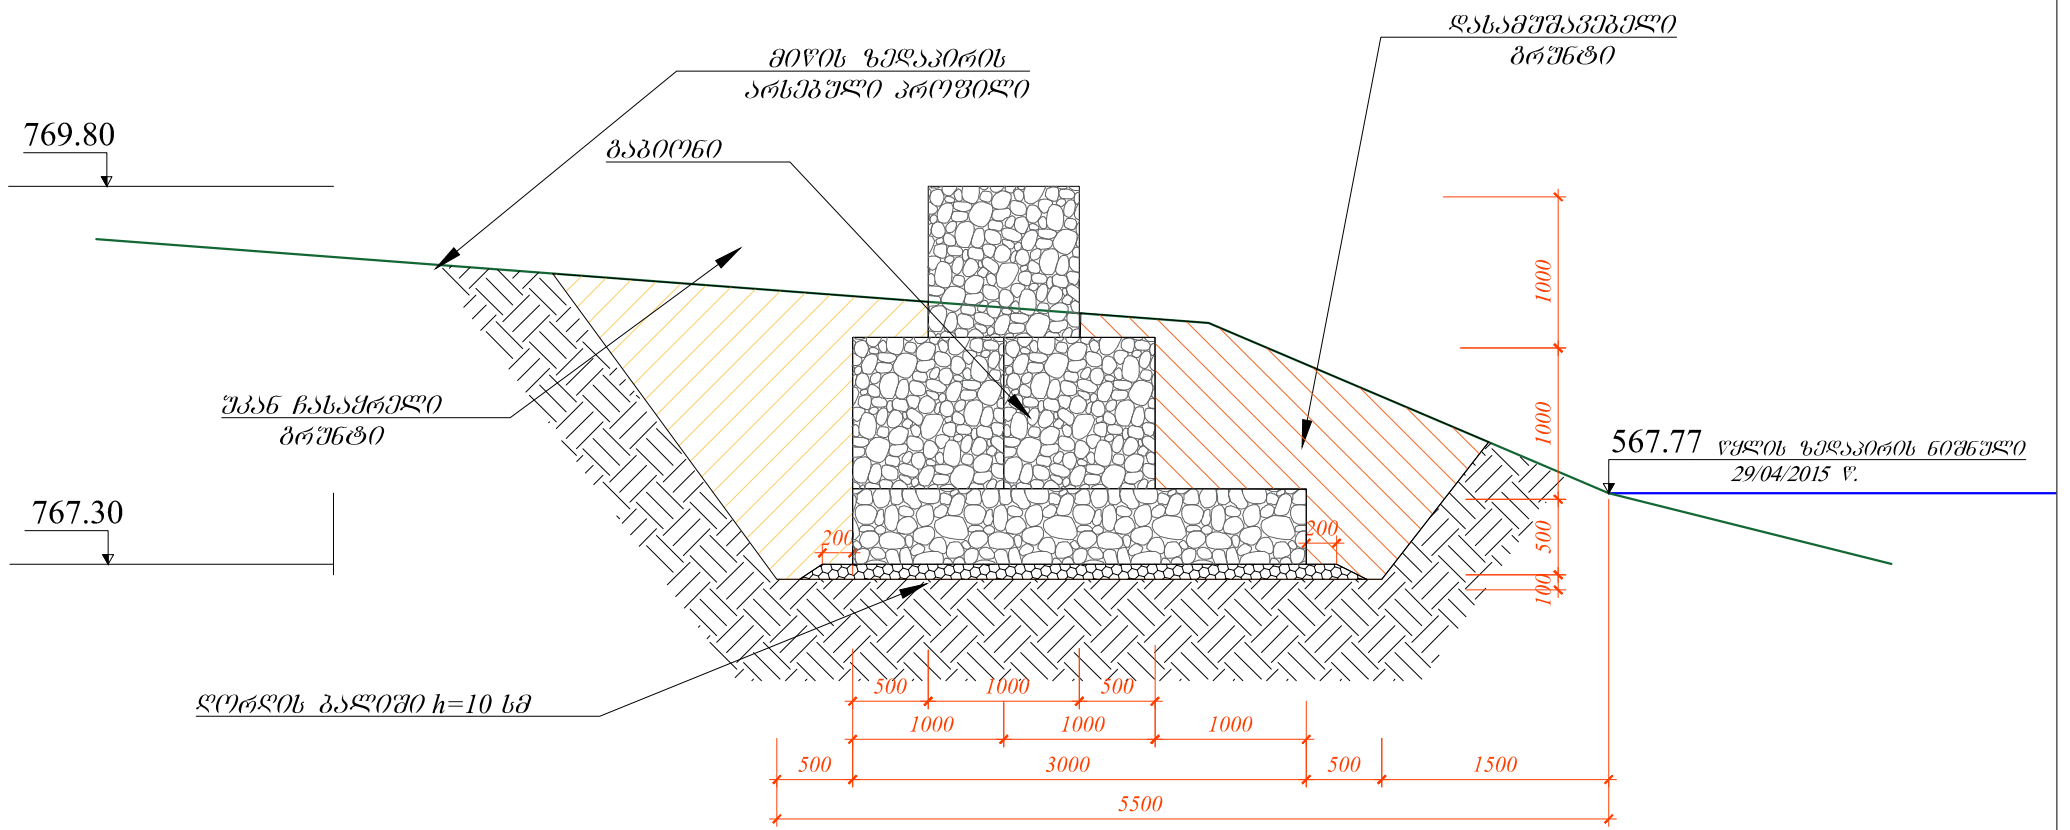 დასამუშავებელი
გრუნტი
მიწის ზედაპირის
არსებული პროფილი
769.80
გაბიონი
1000
1000
567.77 წყლის ზედაპირის ნიშნული
29/04/2015 წ.
უკან ჩასაყრელი
გრუნტი
767.30
200
200
500
100
ღორღის ბალიში h=10 სმ
500 1000 500
1000 1000 1000
500 3000 500 1500
5500